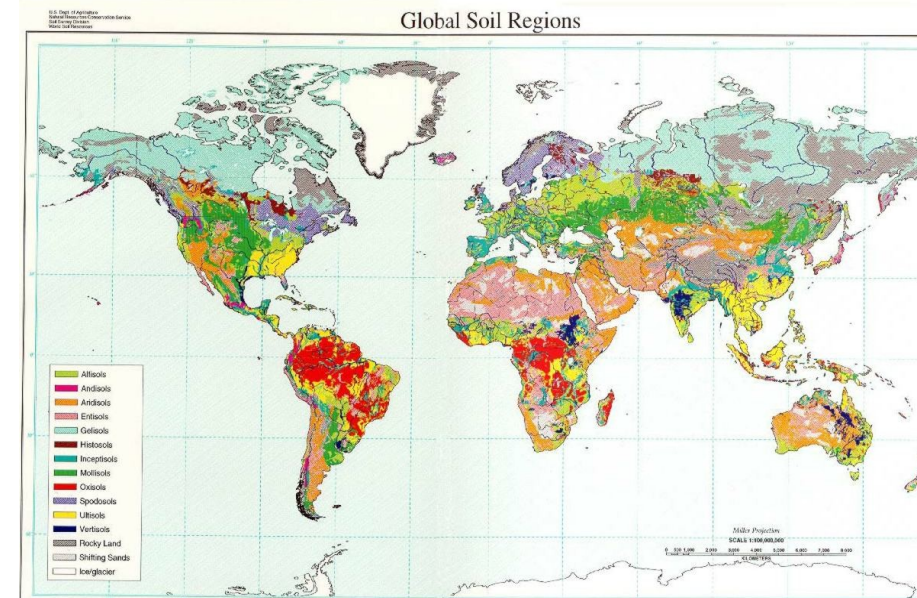 U.S. Dept. of Agriculture
Natural Resources Conservation Service
Soil Survey Division
World Soil Resources
Global Soil Regions
Alfisols
Andisols
Aridisols
Entisols
Gelisols
Histosols
Inceptisols
Mollisols
Oxisols
Spodosols
Ultisols
Vertisols
Rocky Land
Shifting Sands
Ice/glacier
Miller Projection
SCALE 1:100,000,000
KILOMETERS